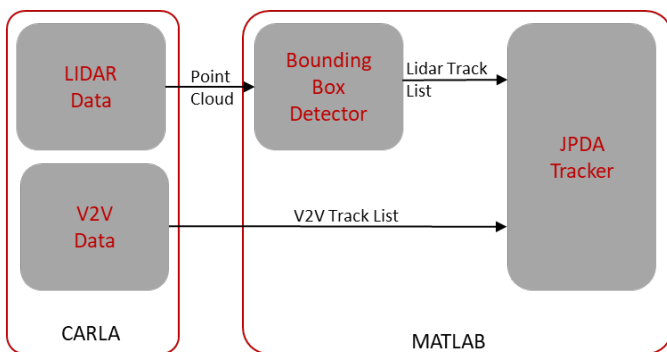 LIDAR
Data
Point
Cloud
Bounding
Box
Detector
Lidar Track
List
JPDA
Tracker
V2V
Data
V2V Track List
CARLA
MATLAB